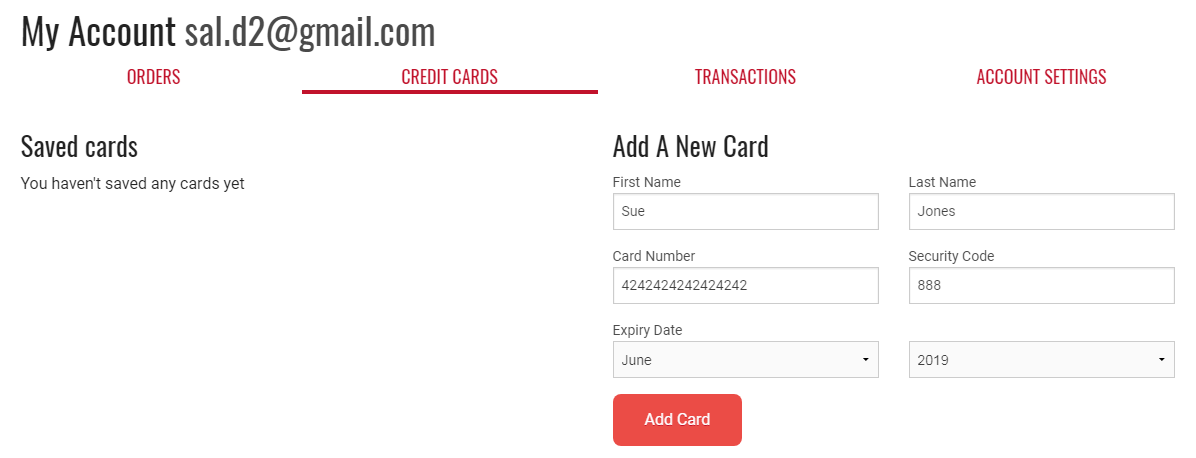 My Account sal.d2@gmail.com
ORDERS CREDIT CARDS TRANSACTIONS ACCOUNT SETTINGS
Saved cards
You haven't saved any cards yet
Add A New Card
First Name Last Name
Sue Jones
Card Number Security Code
4242424242424242 888
Expiry Date
June 2019
Add Card